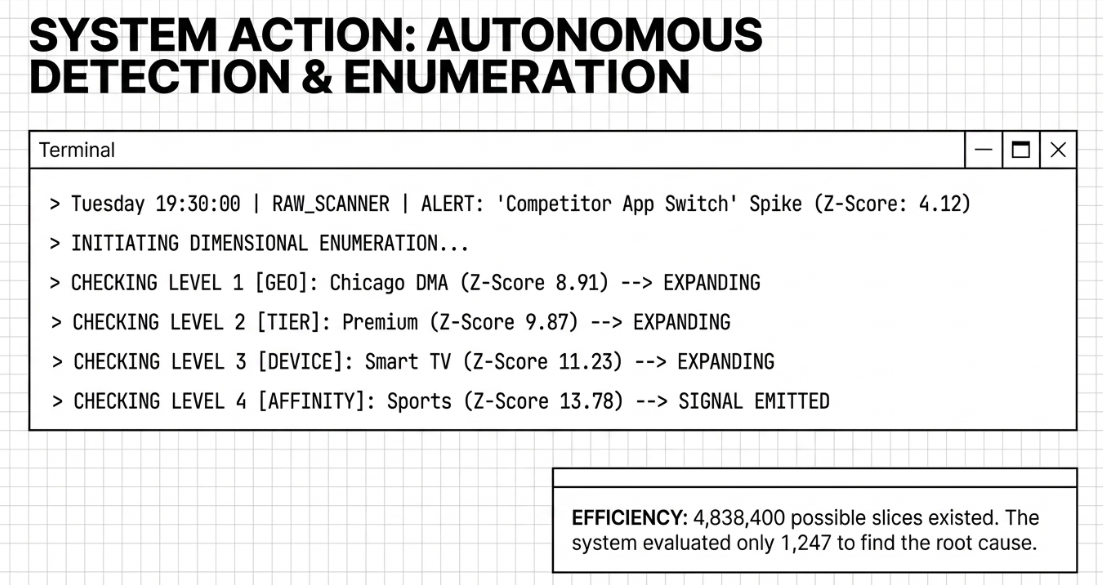 SYSTEM ACTION: AUTONOMOUS
DETECTION & ENUMERATION
Terminal
> Tuesday 19:30:00 | RAW_SCANNER | ALERT: 'Competitor App Switch' Spike (Z-Score: 4.12)
> INITIATING DIMENSIONAL ENUMERATION...
> CHECKING LEVEL 1 [GEO]: Chicago DMA (Z-Score 8.91) --> EXPANDING
> CHECKING LEVEL 2 [TIER]: Premium (Z-Score 9.87) --> EXPANDING
> CHECKING LEVEL 3 [DEVICE]: Smart TV (Z-Score 11.23) --> EXPANDING
> CHECKING LEVEL 4 [AFFINITY]: Sports (Z-Score 13.78) --> SIGNAL EMITTED
EFFICIENCY: 4,838,400 possible slices existed. The
system evaluated only 1,247 to find the root cause.